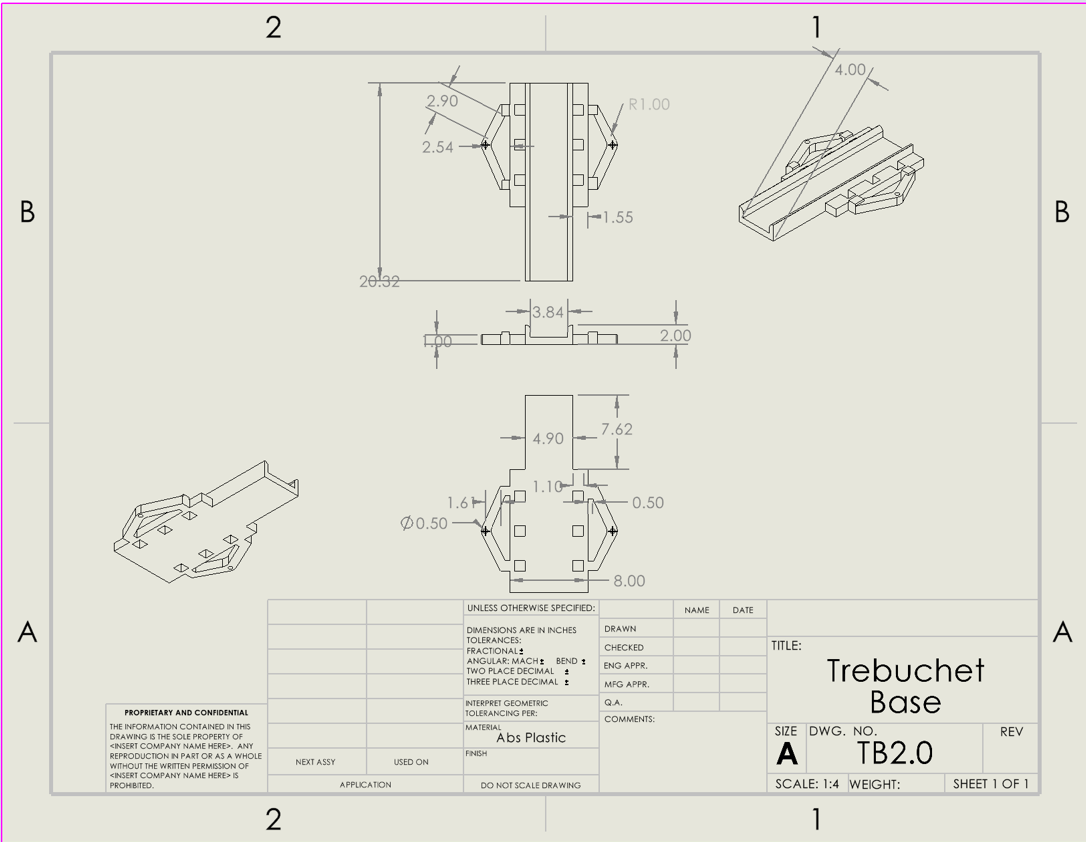 2
1
4.00
2.90
R1.00
2.54
B
B
1.55
20.32
3.84
1.00
2.00
7.62
4.90
1.10
1.61
0.50
Ø0.50
8.00
A
A
UNLESS OTHERWISE SPECIFIED:
DIMENSIONS ARE IN INCHES
TOLERANCES:
FRACTIONAL±
ANGULAR: MACH± BEND ±
TWO PLACE DECIMAL ±
THREE PLACE DECIMAL ±
INTERPRET GEOMETRIC
TOLERANCING PER:
MATERIAL
Abs Plastic
FINISH
DO NOT SCALE DRAWING
NAME DATE
DRAWN
CHECKED
ENG APPR.
MFG APPR.
Q.A.
COMMENTS:
TITLE:
Trebuchet
Base
SIZE DWG. NO. REV
A TB2.0
SCALE: 1:4 WEIGHT: SHEET 1 OF 1
PROPRIETARY AND CONFIDENTIAL
THE INFORMATION CONTAINED IN THIS
DRAWING IS THE SOLE PROPERTY OF
<INSERT COMPANY NAME HERE>. ANY
REPRODUCTION IN PART OR AS A WHOLE
WITHOUT THE WRITTEN PERMISSION OF
<INSERT COMPANY NAME HERE> IS
PROHIBITED.
NEXT ASSY USED ON
APPLICATION
2
1